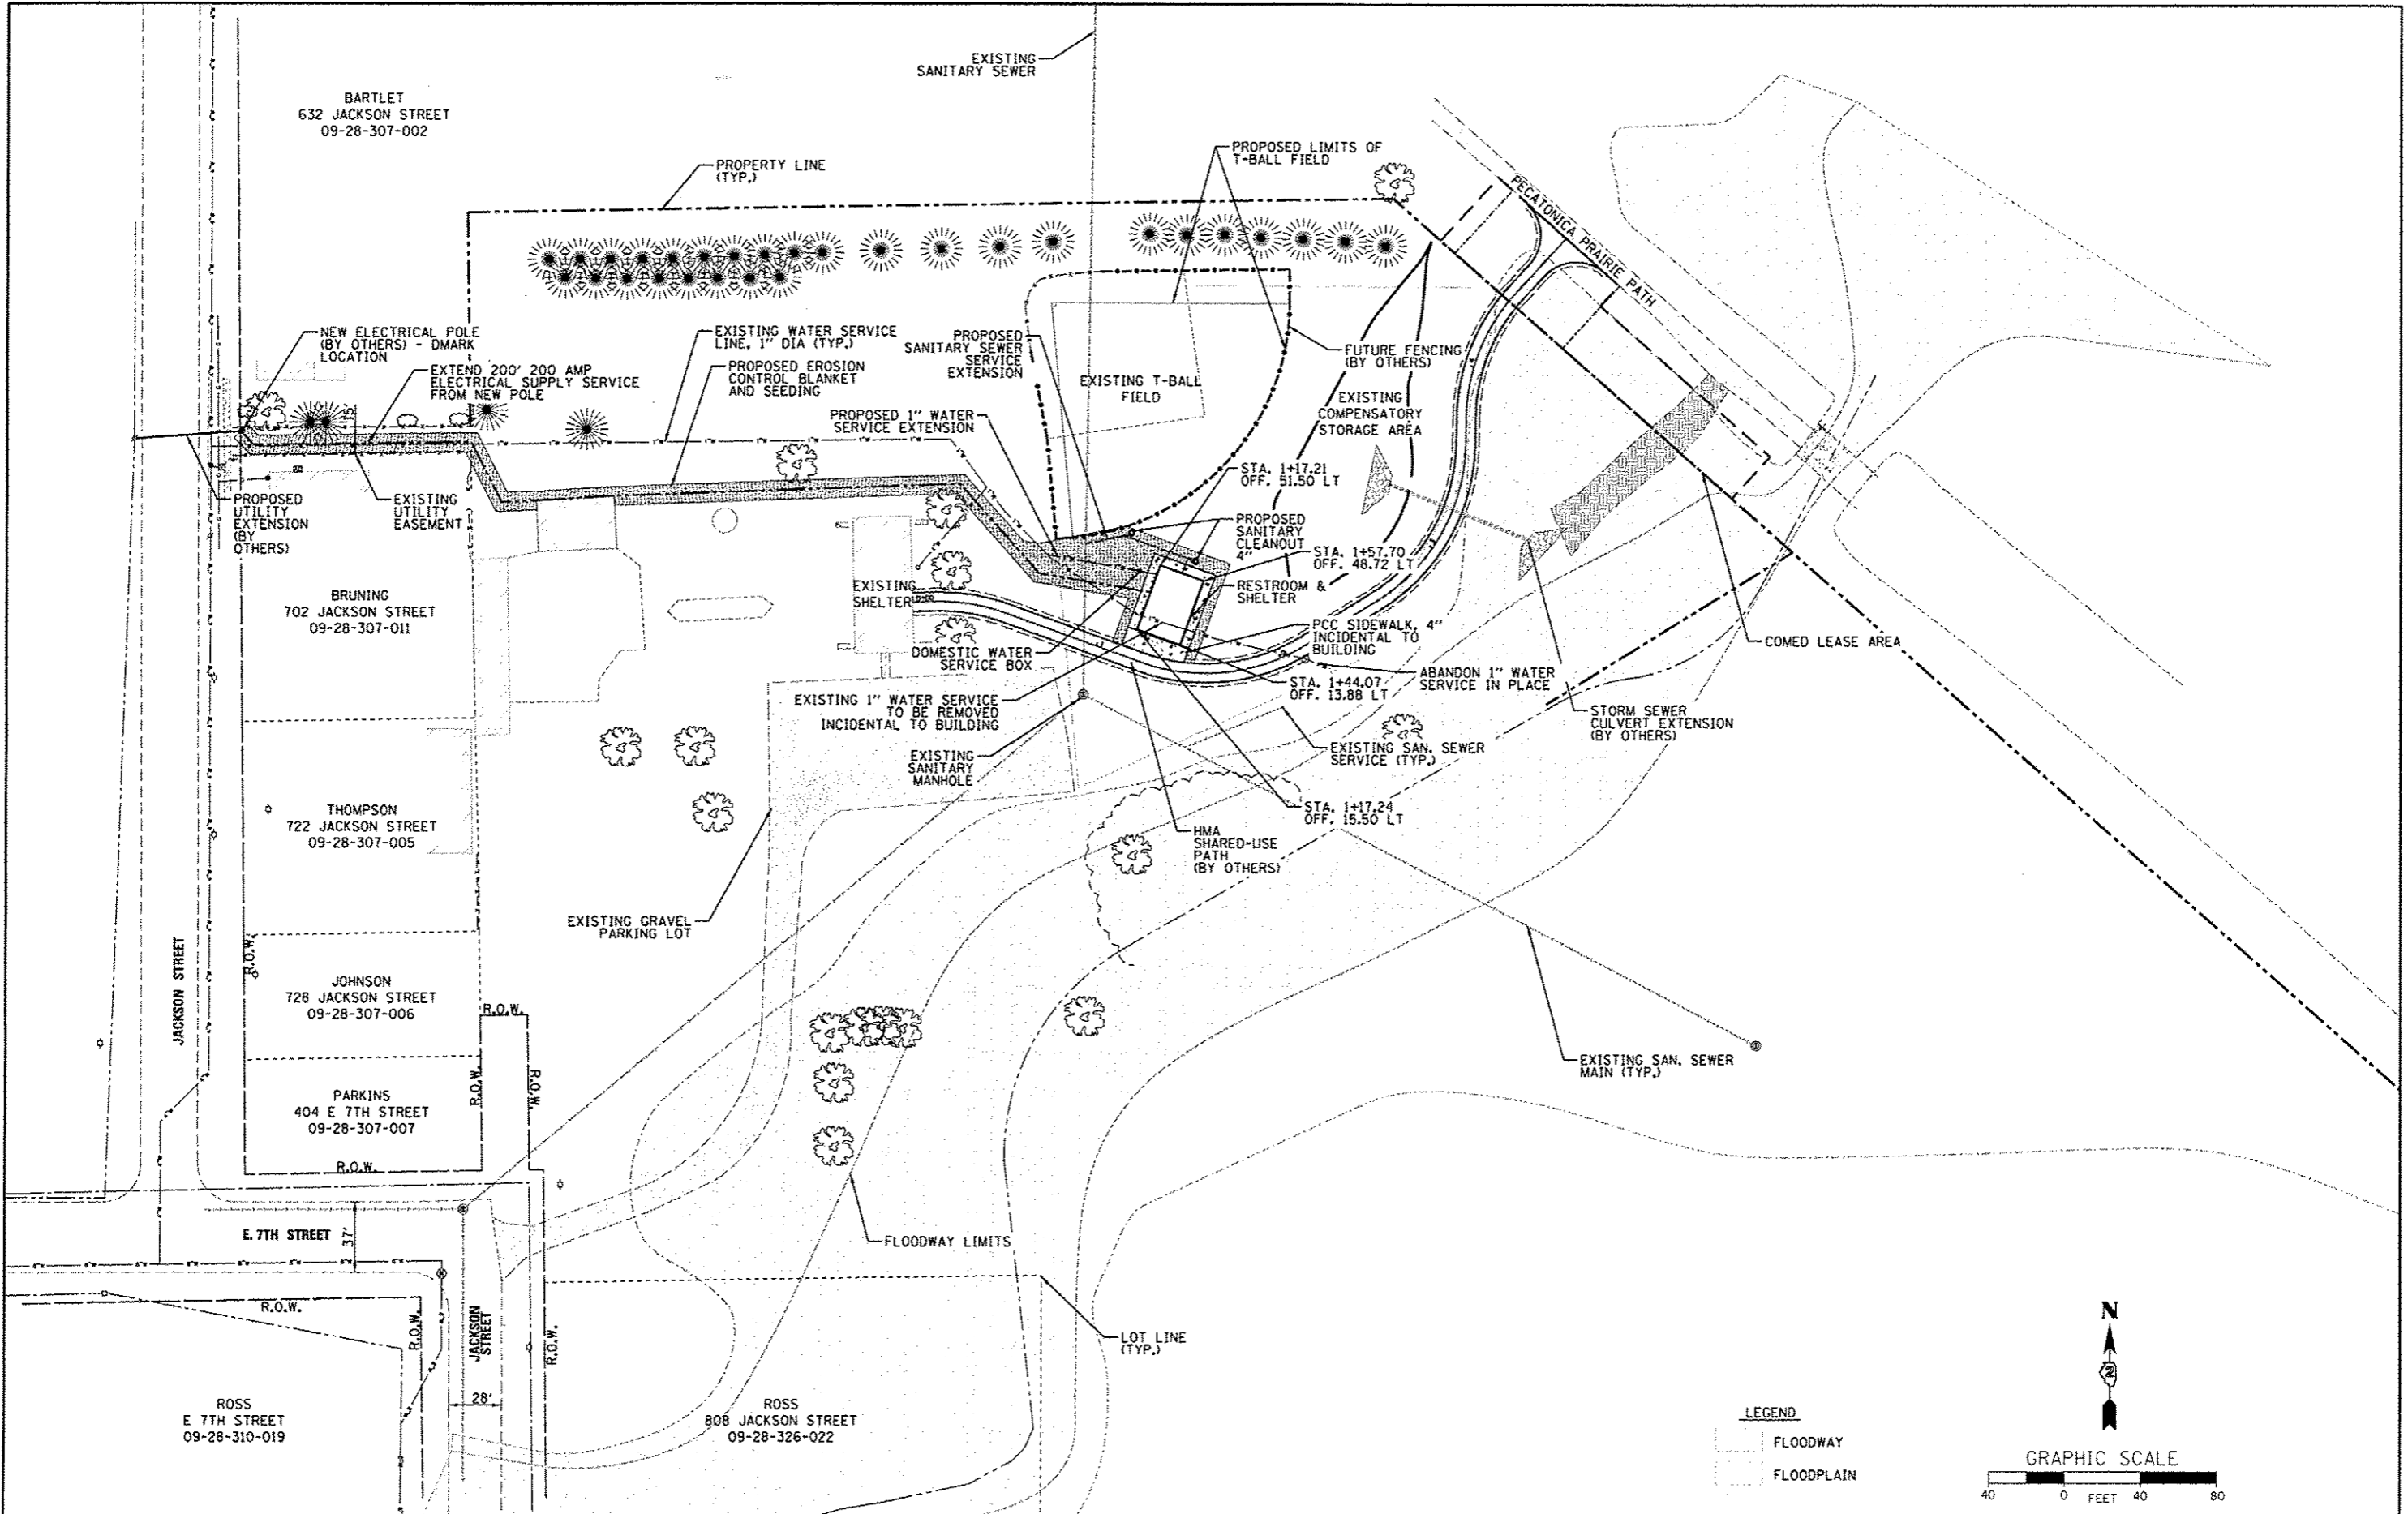 EXISTING
SANITARY SEWER
BARTLET
632 JACKSON STREET
09-28-307-002
PROPERTY LINE
(TYP.)
PROPOSED LIMITS OF
T-BALL FIELD
PECATONICA PRAIRIE PATH
NEW ELECTRICAL POLE
(BY OTHERS) - DMARK
LOCATION
EXTEND 200' 200 AMP
ELECTRICAL SUPPLY SERVICE
FROM NEW POLE
15'
EXISTING WATER SERVICE
LINE, 1" DIA (TYP.)
PROPOSED EROSION
CONTROL BLANKET
AND SEEDING
PROPOSED
SANITARY SEWER
SERVICE
EXTENSION
PROPOSED 1" WATER
SERVICE EXTENSION
EXISTING T-BALL
FIELD
FUTURE FENCING
(BY OTHERS)
EXISTING
COMPENSATORY
STORAGE AREA
STA. 1+17.21
OFF. 51.50 LT
PROPOSED
UTILITY
EXTENSION
(BY
OTHERS)
EXISTING
UTILITY
EASEMENT
PROPOSED
SANITARY
CLEANOUT
4"
STA. 1+57.70
OFF. 48.72 LT
RESTROOM &
SHELTER
BRUNING
702 JACKSON STREET
09-28-307-011
EXISTING
SHELTER
PCC SIDEWALK, 4"
INCIDENTAL TO
BUILDING
DOMESTIC WATER
SERVICE BOX
COMED LEASE AREA
ABANDON 1" WATER
SERVICE IN PLACE
STA. 1+44.07
OFF. 13.88 LT
EXISTING 1" WATER SERVICE
TO BE REMOVED
INCIDENTAL TO BUILDING
STORM SEWER
CULVERT EXTENSION
(BY OTHERS)
EXISTING
SANITARY
MANHOLE
EXISTING SAN. SEWER
SERVICE (TYP.)
THOMPSON
722 JACKSON STREET
09-28-307-005
STA. 1+17.24
OFF. 15.50 LT
HMA
SHARED-USE
PATH
(BY OTHERS)
EXISTING GRAVEL
PARKING LOT
JACKSON STREET
R.O.W.
JOHNSON
728 JACKSON STREET
09-28-307-006
R.O.W.
R.O.W.
R.O.W.
PARKINS
404 E 7TH STREET
09-28-307-007
R.O.W.
EXISTING SAN. SEWER
MAIN (TYP.)
E. 7TH STREET
37'
FLOODWAY LIMITS
R.O.W.
R.O.W.
JACKSON
STREET
R.O.W.
LOT LINE
(TYP.)
28'
ROSS
E 7TH STREET
09-28-310-019
ROSS
808 JACKSON STREET
09-28-326-022
LEGEND
FLOODWAY
FLOODPLAIN
N
GRAPHIC SCALE
40 0 FEET 40 80